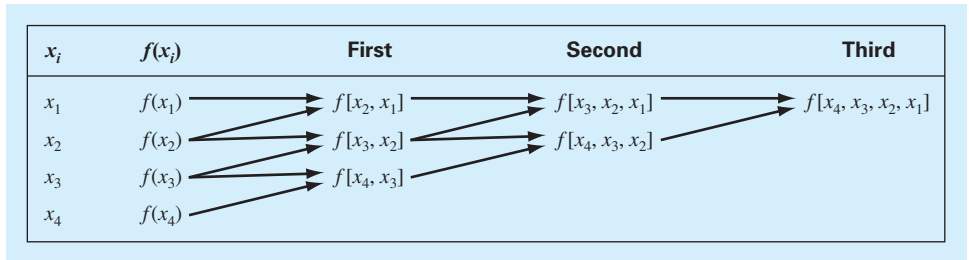 xᵢ f(xᵢ) First Second Third
x₁ f(x₁) f[x₂, x₁] f[x₃, x₂, x₁] f[x₄, x₃, x₂, x₁]
x₂ f(x₂) f[x₃, x₂] f[x₄, x₃, x₂]
x₃ f(x₃) f[x₄, x₃]
x₄ f(x₄)